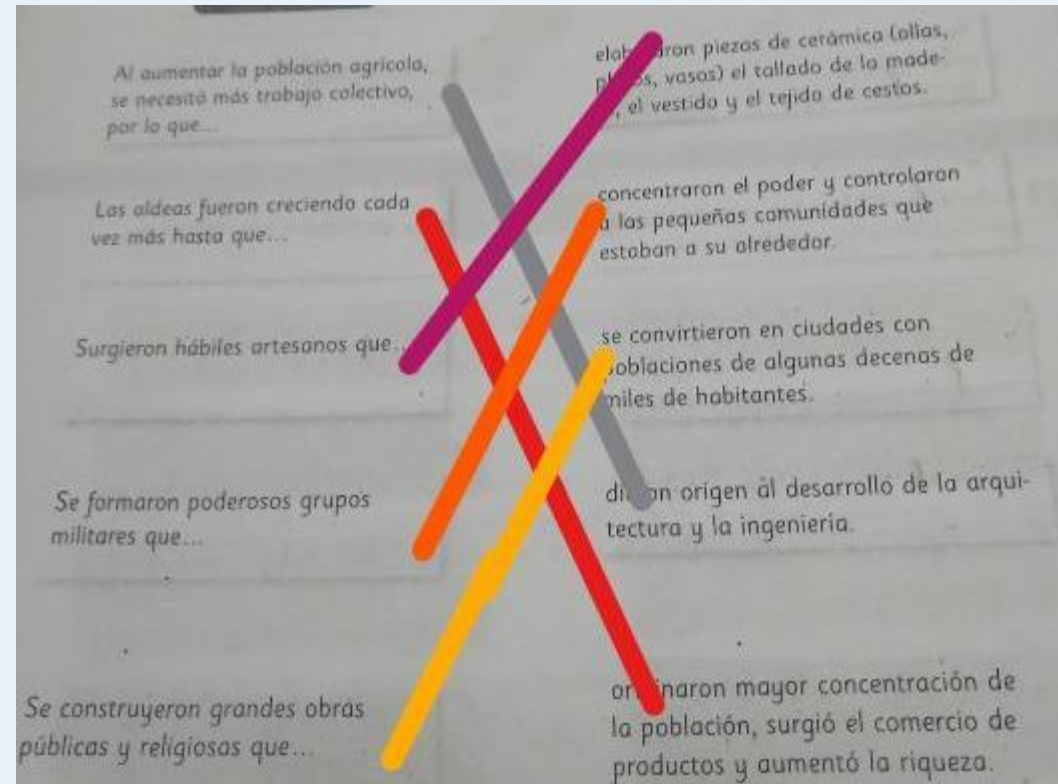 Al aumentar la población agrícola,
se necesitó más trabajo colectivo,
por lo que...
Las aldeas fueron creciendo cada
vez más hasta que...
Surgieron hábiles artesanos que...
Se formaron poderosos grupos
militares que...
Se construyeron grandes obras
públicas y religiosas que...
piezas de cerámica (ollas,
vasos) el tallado de la made-
el vestido y el tejido de cestos.
concentraron el poder y controlaron
a las pequeñas comunidades que
estaban a su alrededor.
se convirtieron en ciudades con
poblaciones de algunas decenas de
miles de habitantes.
origen al desarrollo de la arqui-
tectura y la ingeniería.
mayor concentración de
la población, surgió el comercio de
productos y aumentó la riqueza.